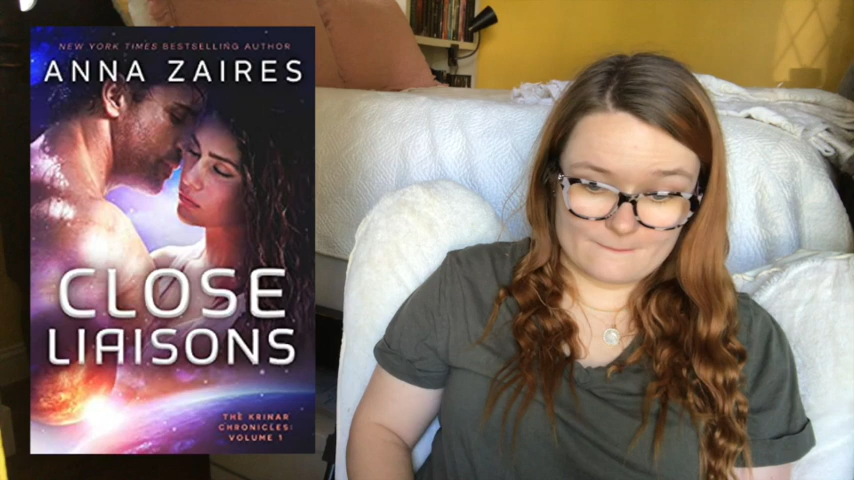 NEW YORK TIMES BESTSELLING AUTHOR
ANNA ZAIRES
CLOSE
LIAISONS
THE KRINAR
CHRONICLES:
VOLUME 1